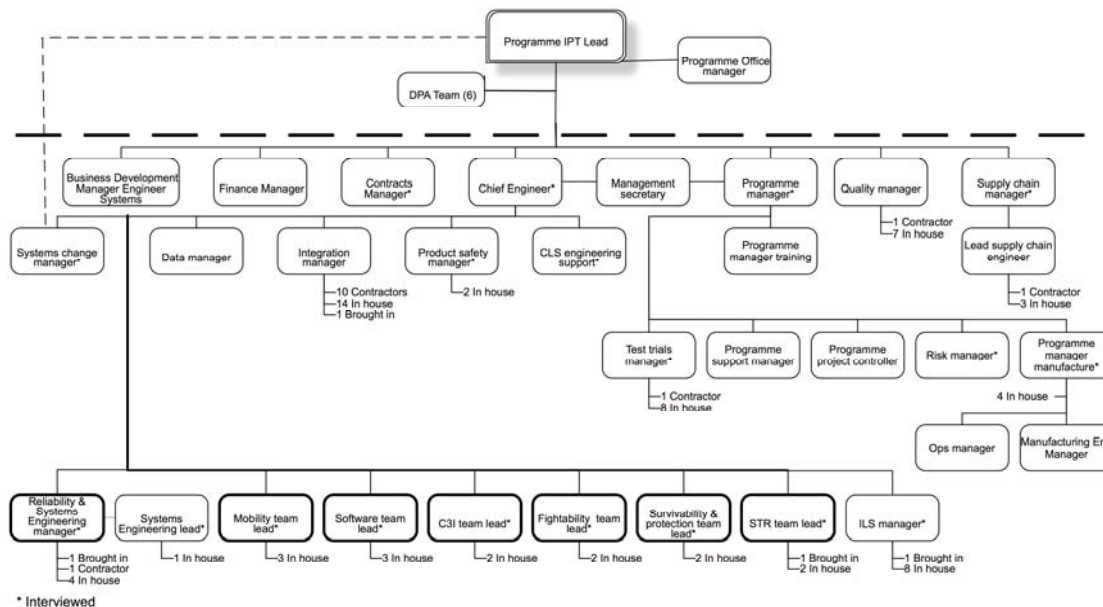 Programme IPT Lead
Programme Office
manager
DPA Team (6)
Business Development
Manager Engineer
Systems
Finance Manager
Contracts
Manager*
Chief Engineer*
Management
secretary
Programme
manager*
Quality manager
Supply chain
manager*
1 Contractor
7 In house
Systems change
manager*
Data manager
Integration
manager
Product safety
manager*
CLS engineering
support*
Programme
manager training
Lead supply chain
engineer
10 Contractors
14 In house
1 Brought in
2 In house
1 Contractor
3 In house
Test trials
manager*
Programme
support manager
Programme
project controller
Risk manager*
Programme
manager
manufacture*
1 Contractor
8 In house
4 In house
Ops manager
Manufacturing En
Manager
Reliability &
Systems
Engineering
manager*
Systems
Engineering lead*
Mobility team
lead*
Software team
lead*
C3I team lead*
Fightability team
lead*
Survivability &
protection team
lead*
STR team lead*
ILS manager*
1 Brought in
1 Contractor
4 In house
1 In house
3 In house
3 In house
2 In house
2 In house
2 In house
1 Brought in
2 In house
1 Brought in
8 In house
* Interviewed